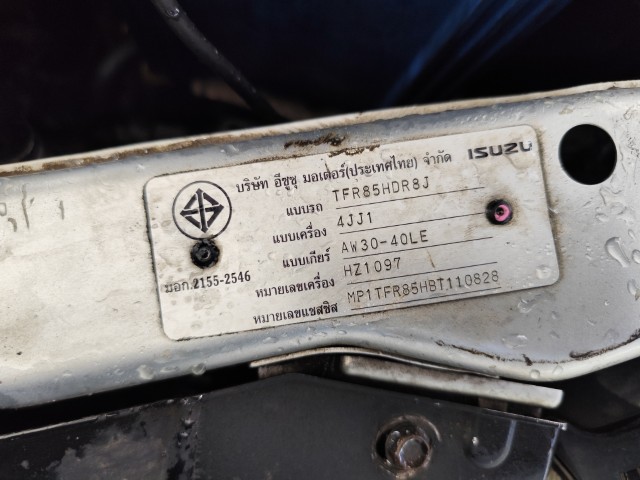 บริษัท อีซูซุ มอเตอร์(ประเทศไทย) จำกัด ISUZU
แบบรถ TFR85HDR8J
แบบเครื่อง 4JJ1
แบบเกียร์ AW30-40LE
มอก.2155-2546
หมายเลขเครื่อง HZ1097
หมายเลขแชสซิส MP1TFR85HBT110828